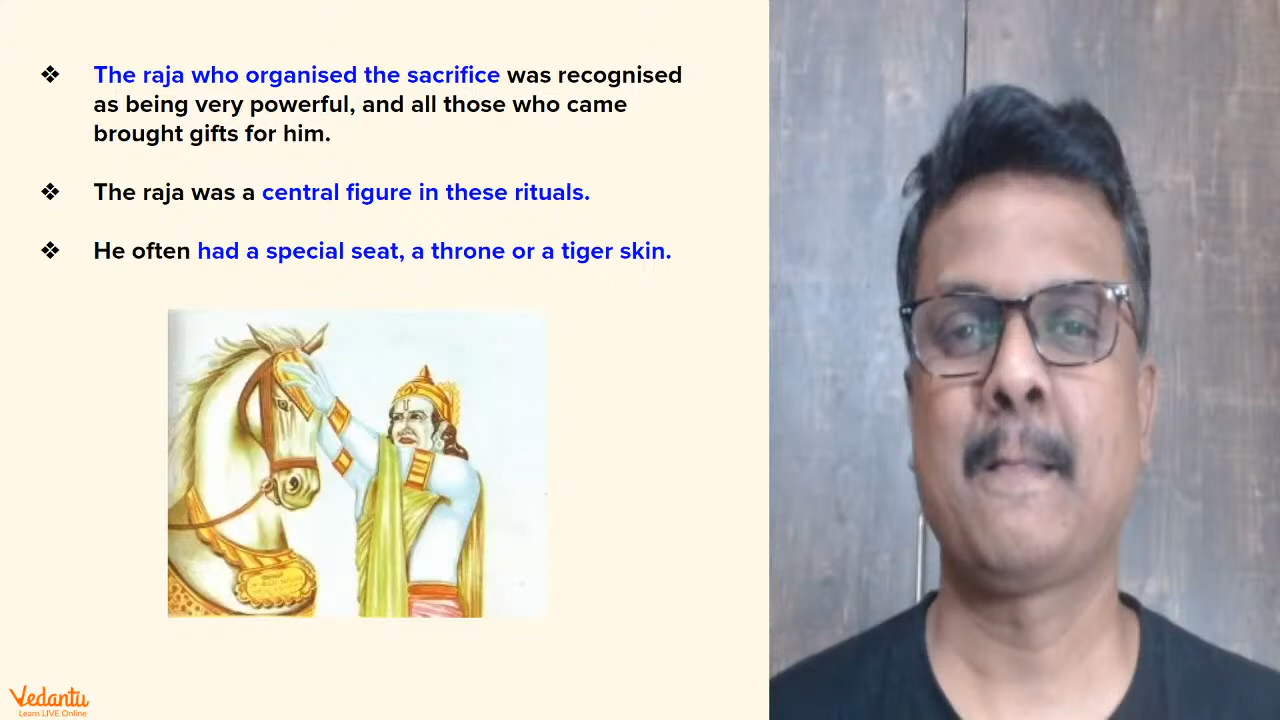 ❖ The raja who organised the sacrifice was recognised
as being very powerful, and all those who came
brought gifts for him.
❖ The raja was a central figure in these rituals.
❖ He often had a special seat, a throne or a tiger skin.
Vedantu
Learn LIVE Online